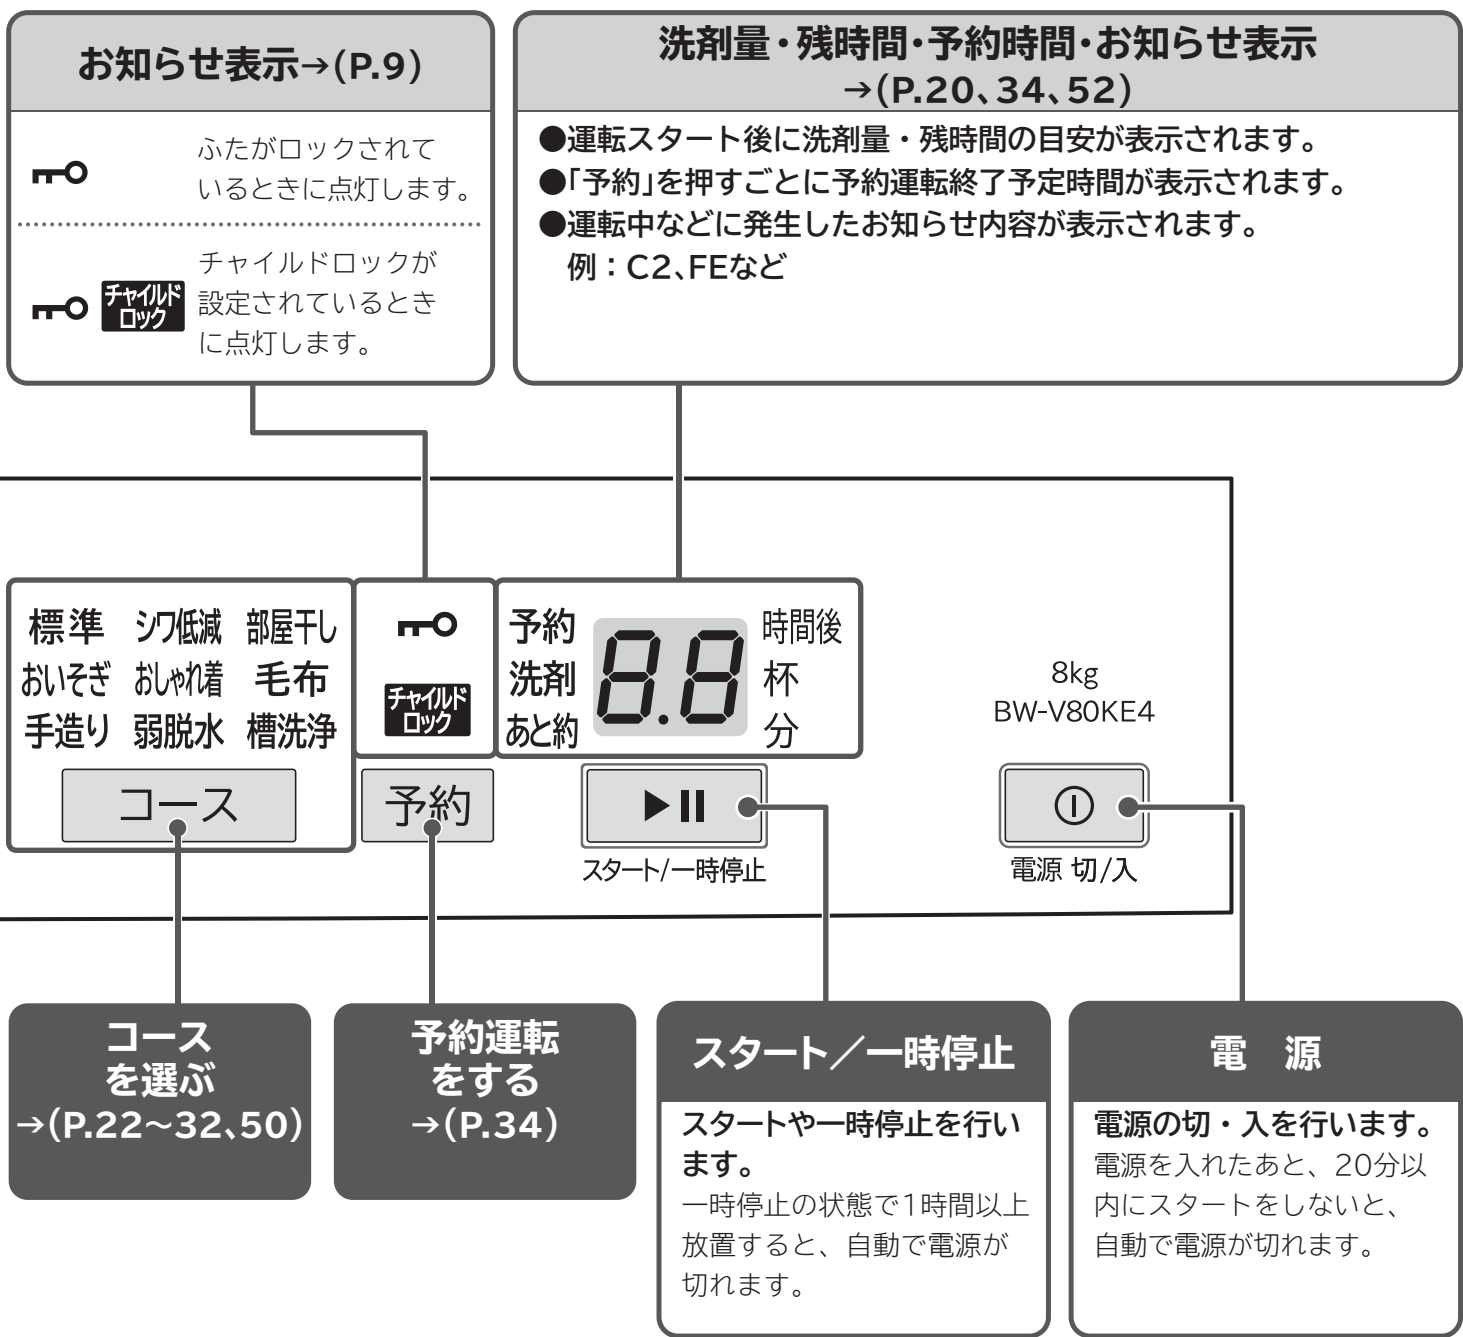 お知らせ表示→(P.9)
ふたがロックされて
いるときに点灯します。
チャイルド
ロック
チャイルドロックが
設定されているとき
に点灯します。
洗剤量・残時間・予約時間・お知らせ表示
→(P.20、34、52)
●運転スタート後に洗剤量・残時間の目安が表示されます。
●「予約」を押すごとに予約運転終了予定時間が表示されます。
●運転中などに発生したお知らせ内容が表示されます。
例：C2、FEなど
標準 シワ低減 部屋干し
おいそぎ おしゃれ着 毛布
手造り 弱脱水 槽洗浄
コース
チャイルド
ロック
予約
予約 8.8 時間後
洗剤 杯
あと約 分
スタート/一時停止
8kg
BW-V80KE4
電源 切/入
コース
を選ぶ
→(P.22～32、50)
予約運転
をする
→(P.34)
スタート／一時停止
スタートや一時停止を行い
ます。
一時停止の状態で1時間以上
放置すると、自動で電源が
切れます。
電 源
電源の切・入を行います。
電源を入れたあと、20分以
内にスタートをしないと、
自動で電源が切れます。